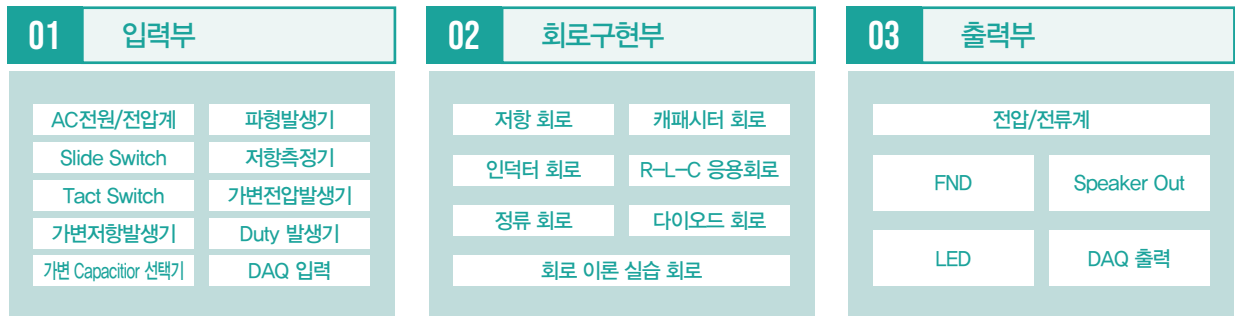 01 입력부
AC전원/전압계 파형발생기
Slide Switch 저항측정기
Tact Switch 가변전압발생기
가변저항발생기 Duty 발생기
가변 Capacitior 선택기 DAQ 입력
02 회로구현부
저항 회로 캐패시터 회로
인덕터 회로 R-L-C 응용회로
정류 회로 다이오드 회로
회로 이론 실습 회로
03 출력부
전압/전류계
FND Speaker Out
LED DAQ 출력